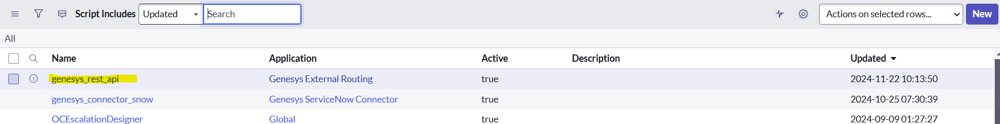 Script Includes Updated Search Actions on selected rows... New
All
Name Application Active Description Updated
genesys_rest_api Genesys External Routing true 2024-11-22 10:13:50
genesys_connector_snow Genesys ServiceNow Connector true 2024-10-25 07:30:39
OCEscalationDesigner Global true 2024-09-09 01:27:27